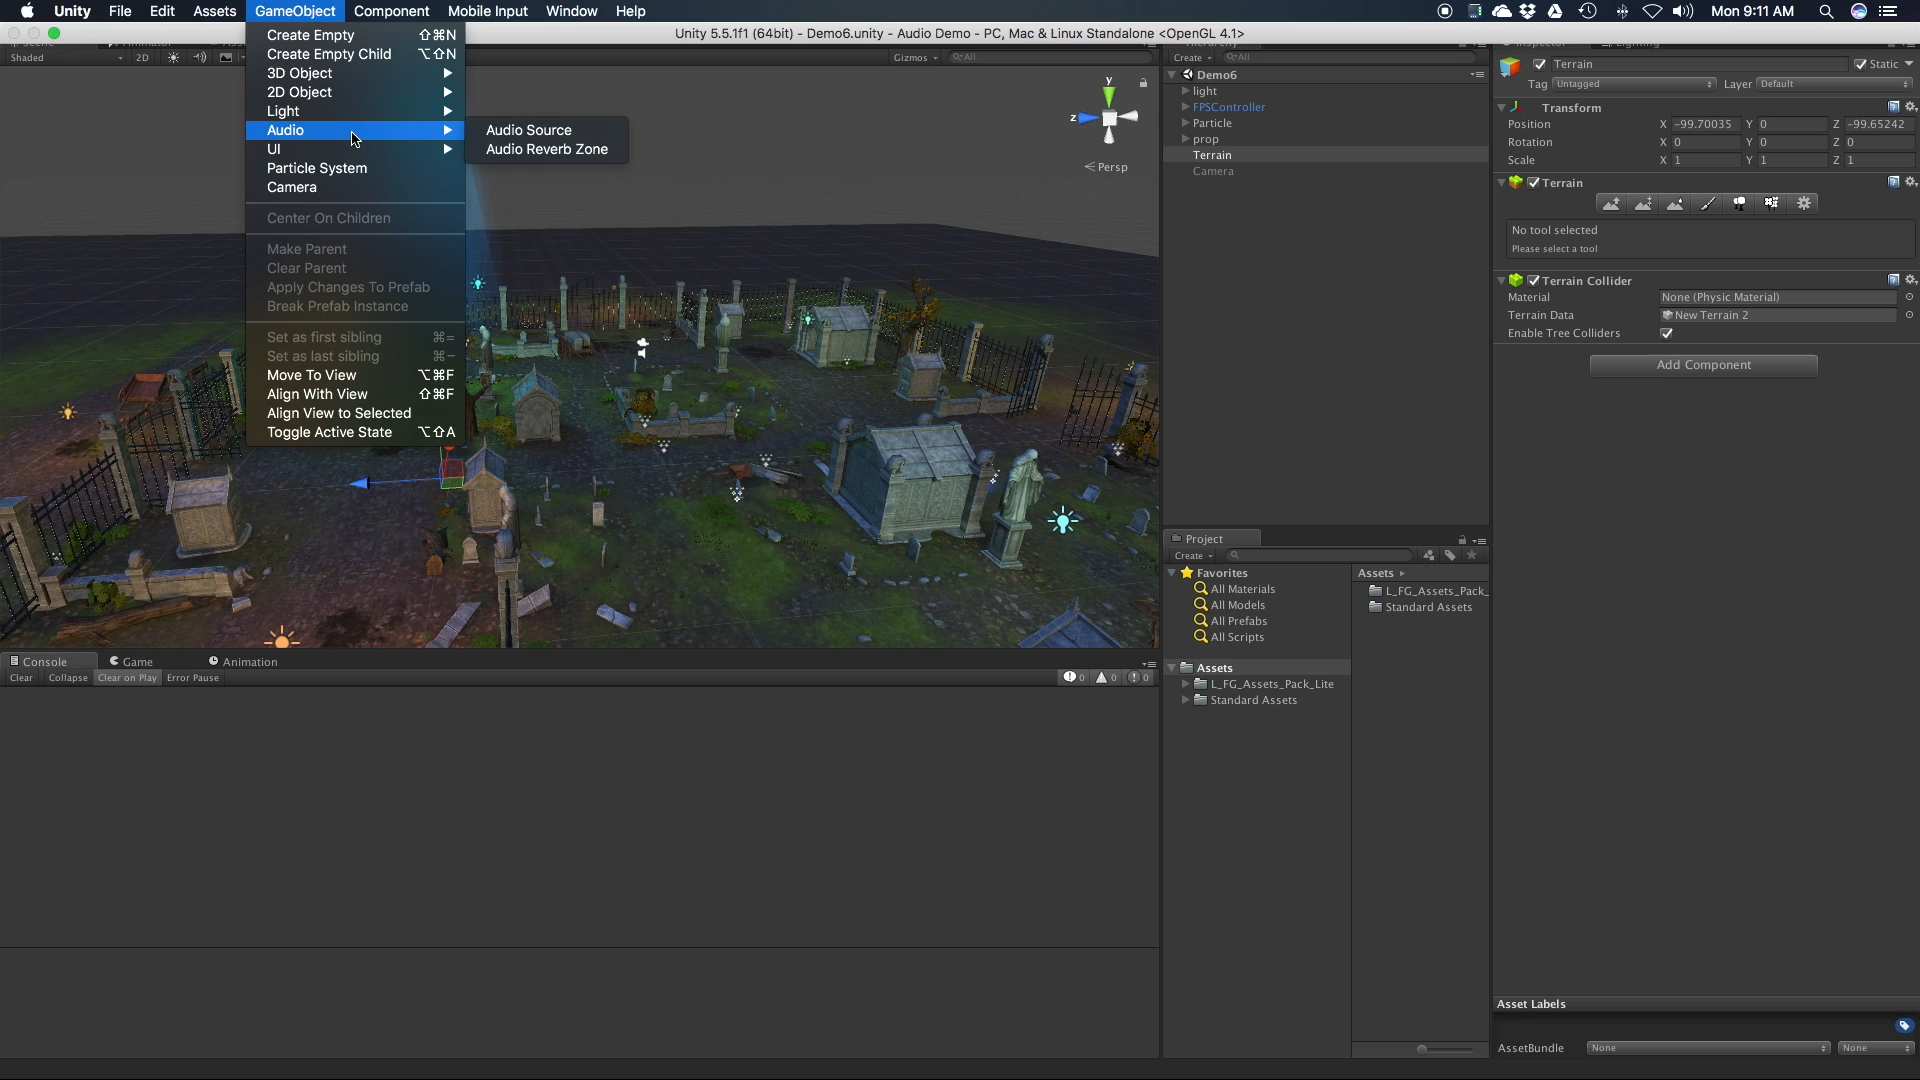 Unity File Edit Assets GameObject Component Mobile Input Window Help Mon 9:11 AM
Unity 5.5.1f1 (64bit) - Demo6.unity - Audio Demo - PC, Mac & Linux Standalone <OpenGL 4.1>
Create Empty ⇧⌘N
Create Empty Child ⌥⇧N
3D Object
2D Object
Light
Audio
UI
Particle System
Camera
Center On Children
Make Parent
Clear Parent
Apply Changes To Prefab
Break Prefab Instance
Set as first sibling ⌘=
Set as last sibling ⌘-
Move To View ⌥⌘F
Align With View ⇧⌘F
Align View to Selected
Toggle Active State ⌥⇧A
Audio Source
Audio Reverb Zone
Shaded 2D
Gizmos All
y
z
Persp
Console Game Animation
Clear Collapse Clear on Play Error Pause 0 0 0
Hierarchy
Create All
Demo6
light
FPSController
Particle
prop
Terrain
Camera
Project
Create
Favorites
All Materials
All Models
All Prefabs
All Scripts
Assets
L_FG_Assets_Pack_Lite
Standard Assets
Assets
L_FG_Assets_Pack_
Standard Assets
Inspector Lighting
Terrain Static
Tag Untagged Layer Default
Transform
Position X -99.70035 Y 0 Z -99.65242
Rotation X 0 Y 0 Z 0
Scale X 1 Y 1 Z 1
Terrain
No tool selected
Please select a tool
Terrain Collider
Material None (Physic Material)
Terrain Data New Terrain 2
Enable Tree Colliders
Add Component
Asset Labels
AssetBundle None None